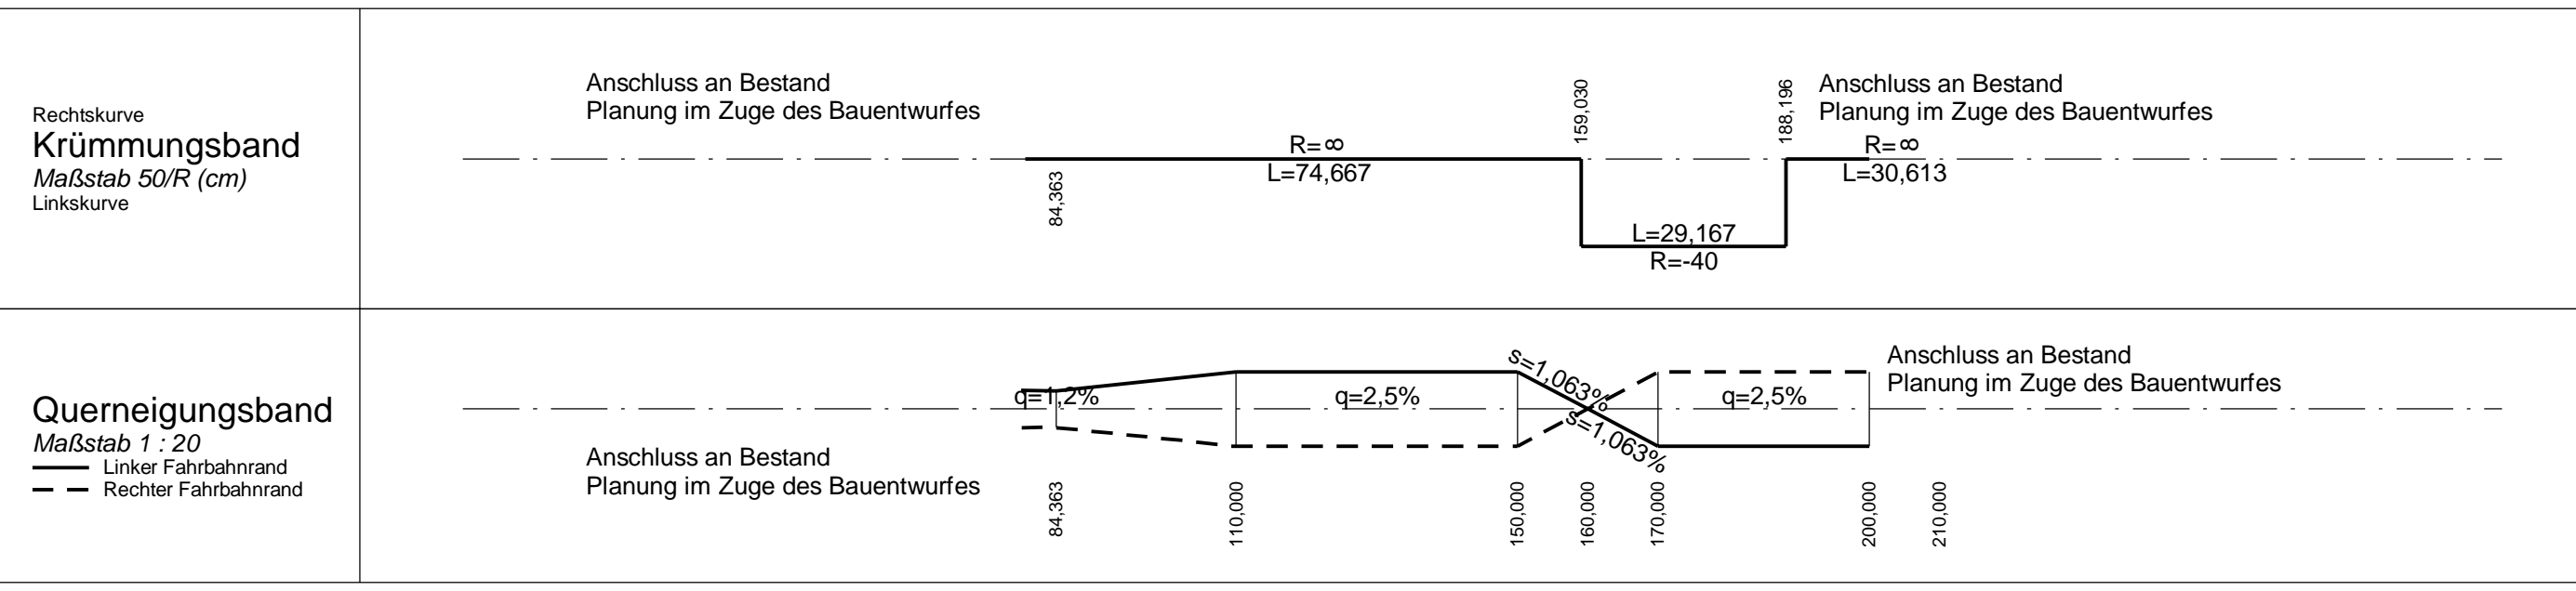 Rechtskurve
Krümmungsband
Maßstab 50/R (cm)
Linkskurve
Anschluss an Bestand
Planung im Zuge des Bauentwurfes
84,363
R=∞
L=74,667
159,030
L=29,167
R=-40
188,196
Anschluss an Bestand
Planung im Zuge des Bauentwurfes
R=∞
L=30,613
Querneigungsband
Maßstab 1 : 20
Linker Fahrbahnrand
Rechter Fahrbahnrand
Anschluss an Bestand
Planung im Zuge des Bauentwurfes
q=1,2%
q=2,5%
s=1,063%
s=1,063%
q=2,5%
Anschluss an Bestand
Planung im Zuge des Bauentwurfes
84,363
110,000
150,000
160,000
170,000
200,000
210,000